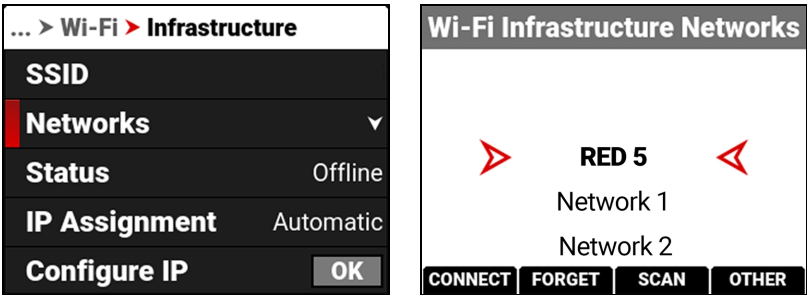 ... > Wi-Fi > Infrastructure
SSID
Networks
Status Offline
IP Assignment Automatic
Configure IP OK
Wi-Fi Infrastructure Networks
RED 5
Network 1
Network 2
CONNECT FORGET SCAN OTHER